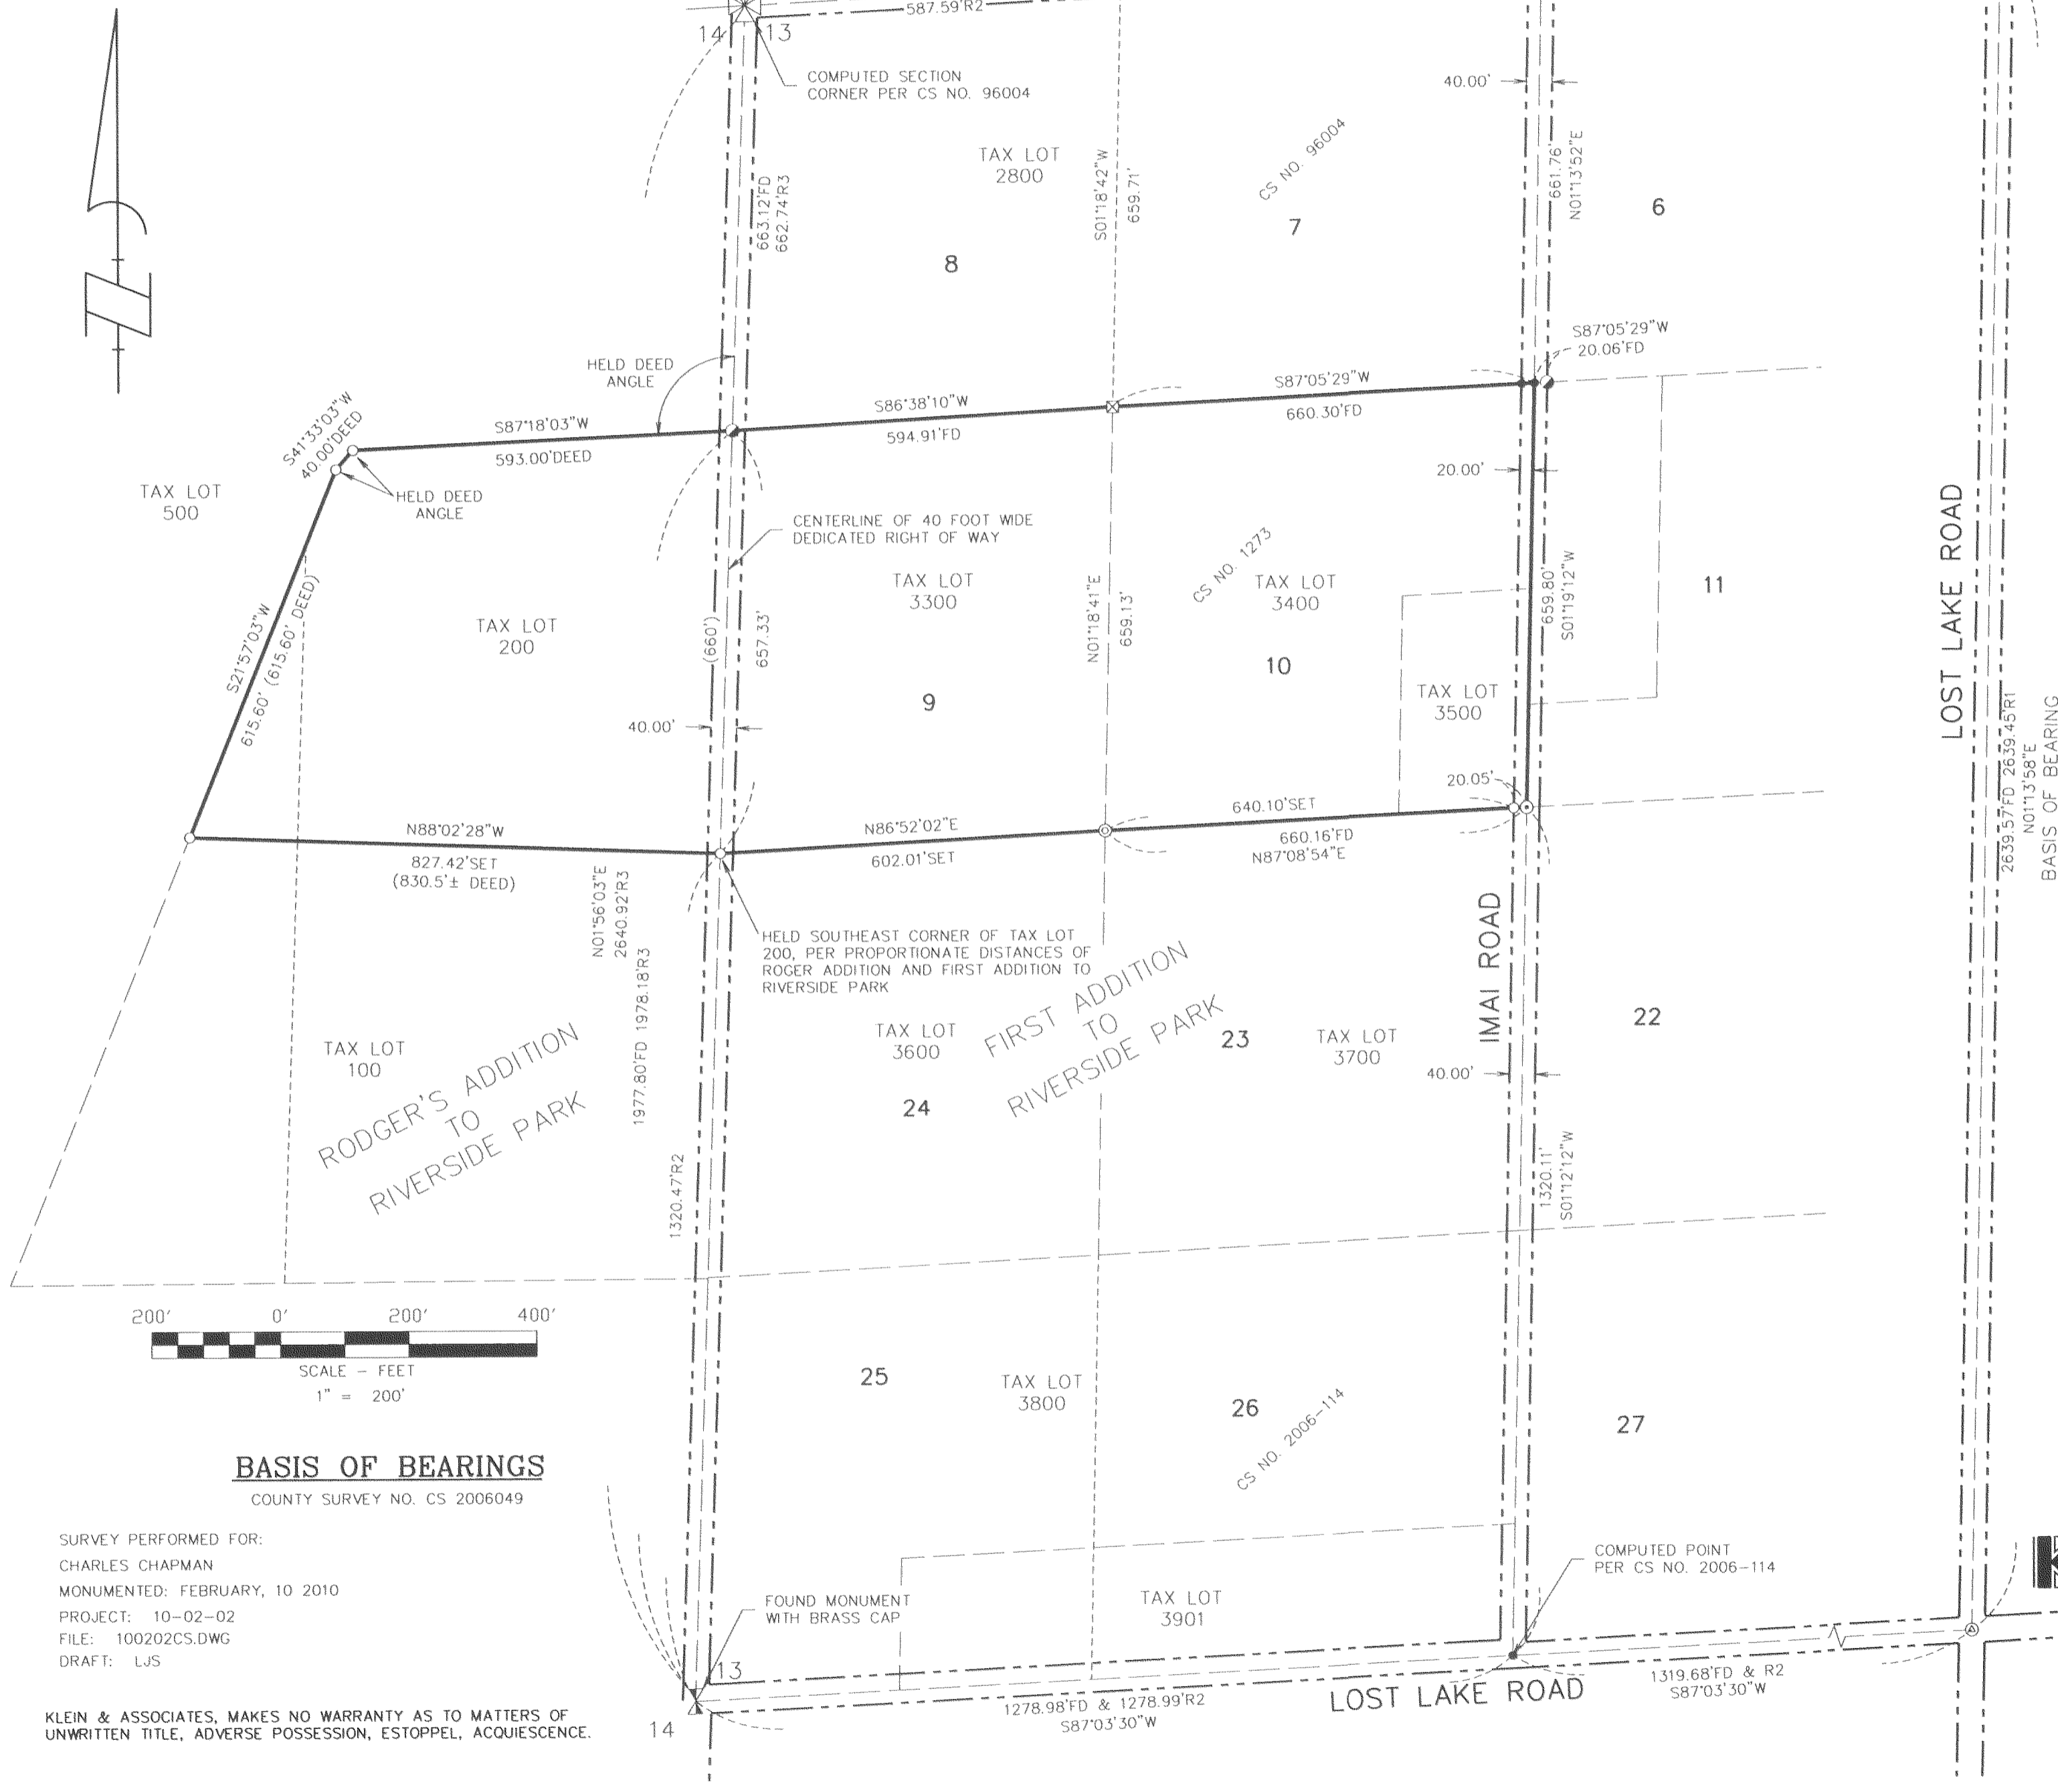 587.59'R2
14
13
COMPUTED SECTION
CORNER PER CS NO. 96004
40.00'
TAX LOT
2800
S01°18'42"W
659.71'
CS NO. 96004
7
661.76'
N01°13'52"E
6
663.12'FD
662.74'R3
8
S87°05'29"W
20.06'FD
HELD DEED
ANGLE
S41°33'03"W
40.00'DEED
S87°18'03"W
593.00'DEED
S86°38'10"W
594.91'FD
S87°05'29"W
660.30'FD
20.00'
TAX LOT
500
HELD DEED
ANGLE
CENTERLINE OF 40 FOOT WIDE
DEDICATED RIGHT OF WAY
CS NO. 1273
TAX LOT
3300
TAX LOT
3400
11
LOST LAKE ROAD
S21°57'03"W
615.60' (615.60' DEED)
TAX LOT
200
(660')
657.33'
N01°18'41"E
659.13'
659.80'
S01°19'12"W
10
9
TAX LOT
3500
40.00'
20.05'
2639.57'FD 2639.45'R1
N01°13'58"E
BASIS OF BEARING
N88°02'28"W
827.42'SET
(830.5'± DEED)
N86°52'02"E
602.01'SET
640.10'SET
660.16'FD
N87°08'54"E
N01°56'03"E
2640.92'R3
1977.80'FD 1978.18'R3
HELD SOUTHEAST CORNER OF TAX LOT
200, PER PROPORTIONATE DISTANCES OF
ROGER ADDITION AND FIRST ADDITION TO
RIVERSIDE PARK
IMAI ROAD
TAX LOT
100
RODGER'S ADDITION
TO
RIVERSIDE PARK
TAX LOT
3600
FIRST ADDITION
TO
RIVERSIDE PARK
23
TAX LOT
3700
22
40.00'
24
1320.47'R2
1320.11'
S01°12'12"W
200'
0'
200'
400'
SCALE - FEET
1" = 200'
25
TAX LOT
3800
26
CS NO. 2006-114
27
BASIS OF BEARINGS
COUNTY SURVEY NO. CS 2006049
SURVEY PERFORMED FOR:
CHARLES CHAPMAN
MONUMENTED: FEBRUARY, 10 2010
PROJECT: 10-02-02
FILE: 100202CS.DWG
DRAFT: LJS
COMPUTED POINT
PER CS NO. 2006-114
FOUND MONUMENT
WITH BRASS CAP
TAX LOT
3901
13
14
1278.98'FD & 1278.99'R2
S87°03'30"W
LOST LAKE ROAD
1319.68'FD & R2
S87°03'30"W
KLEIN & ASSOCIATES, MAKES NO WARRANTY AS TO MATTERS OF
UNWRITTEN TITLE, ADVERSE POSSESSION, ESTOPPEL, ACQUIESCENCE.